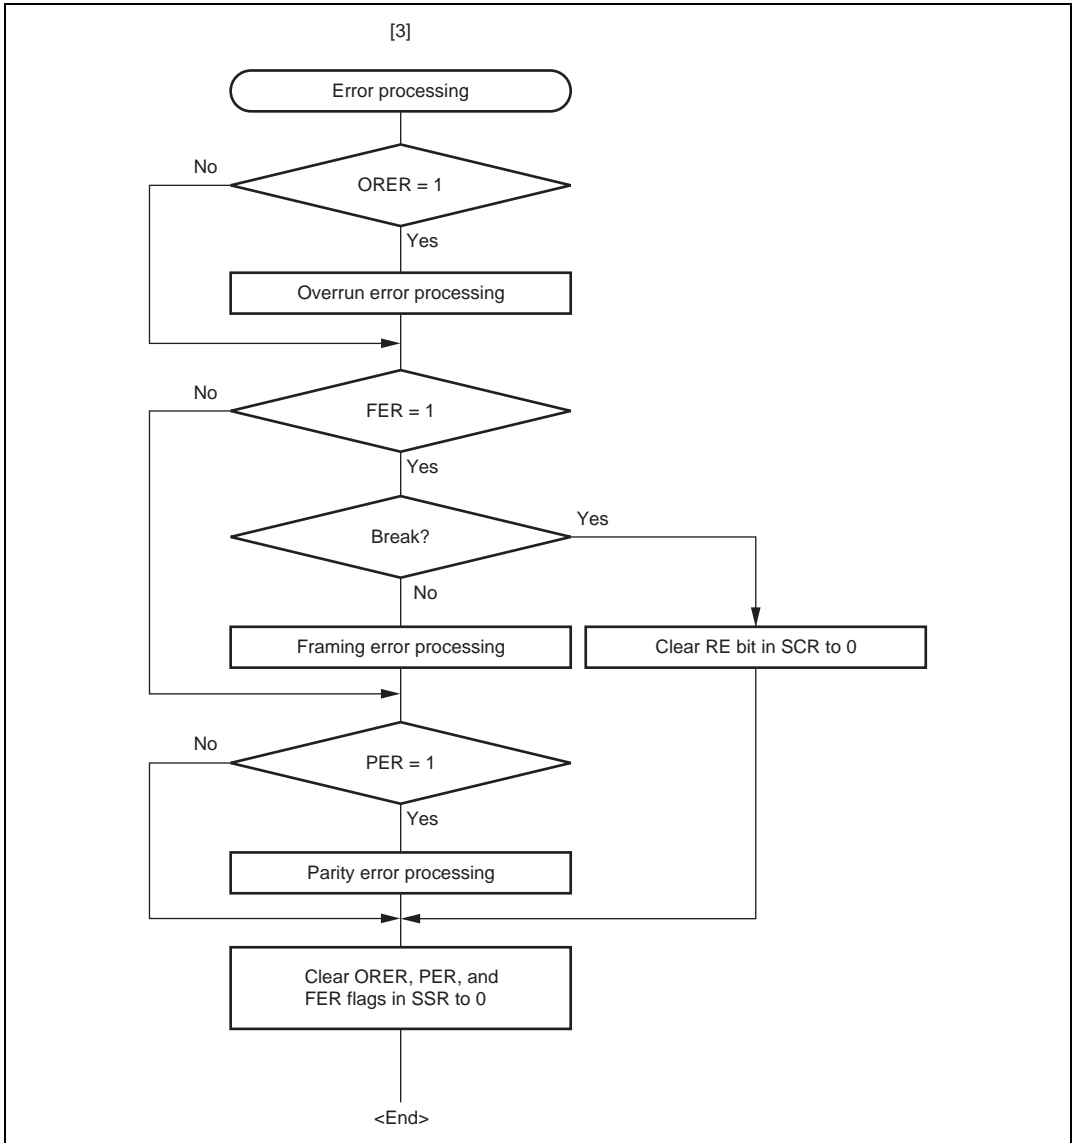 [3]
Error processing
No
ORER = 1
Yes
Overrun error processing
No
FER = 1
Yes
Break?
Yes
No
Framing error processing
Clear RE bit in SCR to 0
No
PER = 1
Yes
Parity error processing
Clear ORER, PER, and
FER flags in SSR to 0
<End>